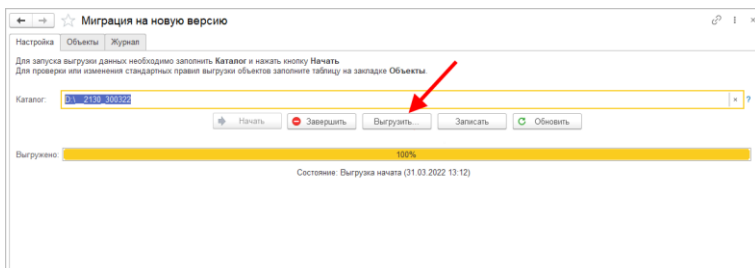 Миграция на новую версию
Настройка Объекты Журнал
Для запуска выгрузки данных необходимо заполнить Каталог и нажать кнопку Начать
Для проверки или изменения стандартных правил выгрузки объектов заполните таблицу на закладке Объекты.
Каталог: D:\__2130_300322 × ?
Начать Завершить Выгрузить... Записать Обновить
Выгружено: 100%
Состояние: Выгрузка начата (31.03.2022 13:12)